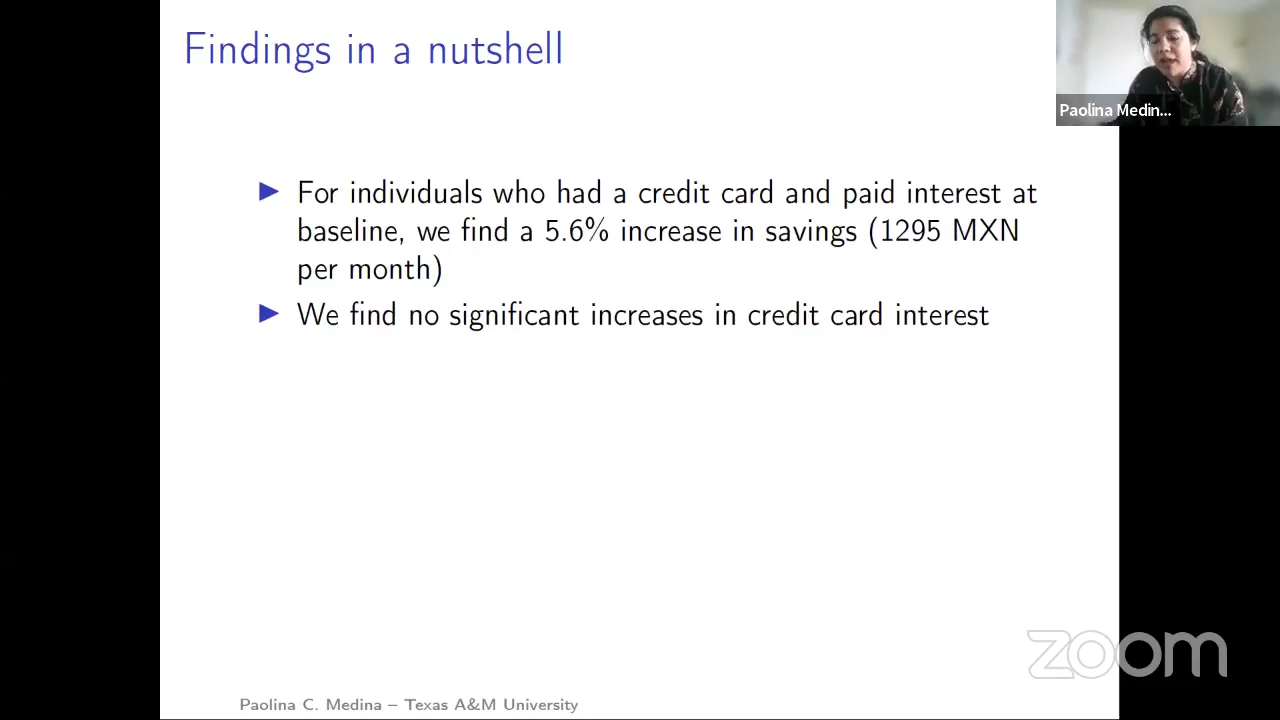 Findings in a nutshell
Paolina Medin...
► For individuals who had a credit card and paid interest at
baseline, we find a 5.6% increase in savings (1295 MXN
per month)
► We find no significant increases in credit card interest
zoom
Paolina C. Medina – Texas A&M University